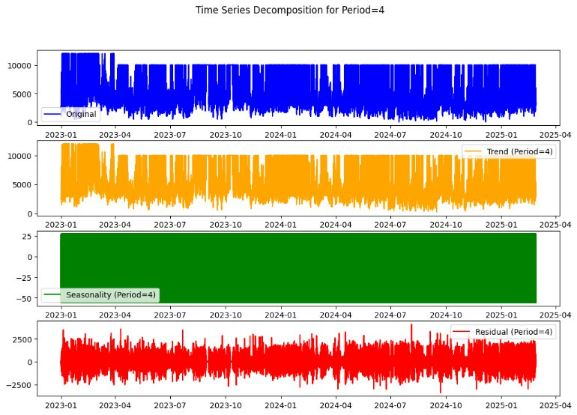 Time Series Decomposition for Period=4
10000
5000
0
Original
2023-01 2023-04 2023-07 2023-10 2024-01 2024-04 2024-07 2024-10 2025-01 2025-04
10000
5000
0
Trend (Period=4)
2023-01 2023-04 2023-07 2023-10 2024-01 2024-04 2024-07 2024-10 2025-01 2025-04
25
0
−25
−50
Seasonality (Period=4)
2023-01 2023-04 2023-07 2023-10 2024-01 2024-04 2024-07 2024-10 2025-01 2025-04
2500
0
−2500
Residual (Period=4)
2023-01 2023-04 2023-07 2023-10 2024-01 2024-04 2024-07 2024-10 2025-01 2025-04